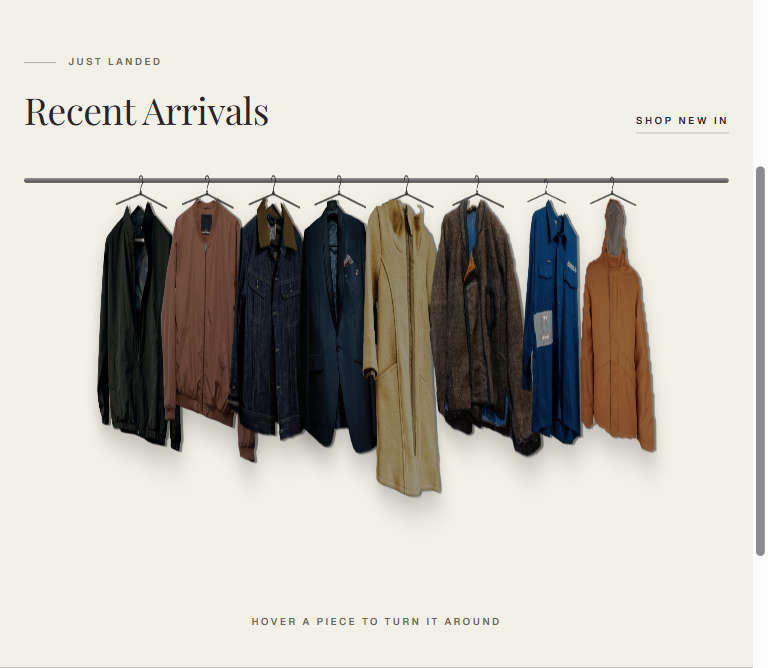 JUST LANDED
Recent Arrivals
SHOP NEW IN
HOVER A PIECE TO TURN IT AROUND